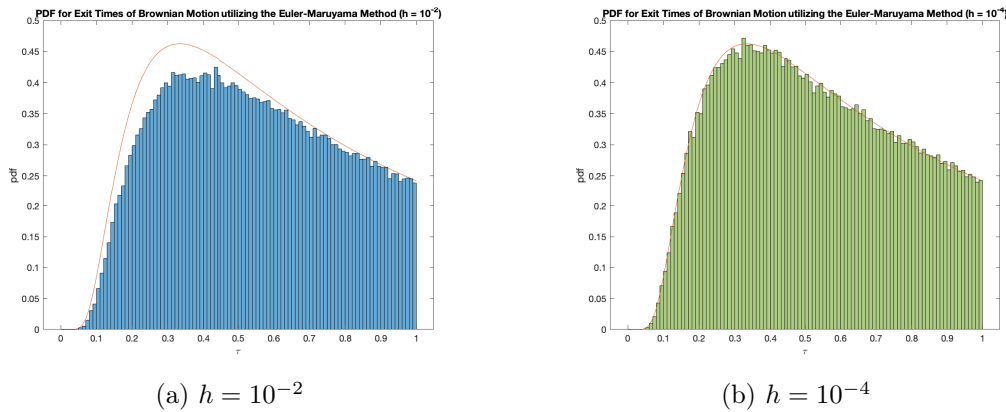 PDF for Exit Times of Brownian Motion utilizing the Euler-Maruyama Method (h = 10⁻²)
0.5
0.45
0.4
0.35
0.3
0.25
0.2
0.15
0.1
0.05
0
pdf
0 0.1 0.2 0.3 0.4 0.5 0.6 0.7 0.8 0.9 1
τ
(a) h = 10⁻²
PDF for Exit Times of Brownian Motion utilizing the Euler-Maruyama Method (h = 10⁻⁴)
0.5
0.45
0.4
0.35
0.3
0.25
0.2
0.15
0.1
0.05
0
pdf
0 0.1 0.2 0.3 0.4 0.5 0.6 0.7 0.8 0.9 1
τ
(b) h = 10⁻⁴